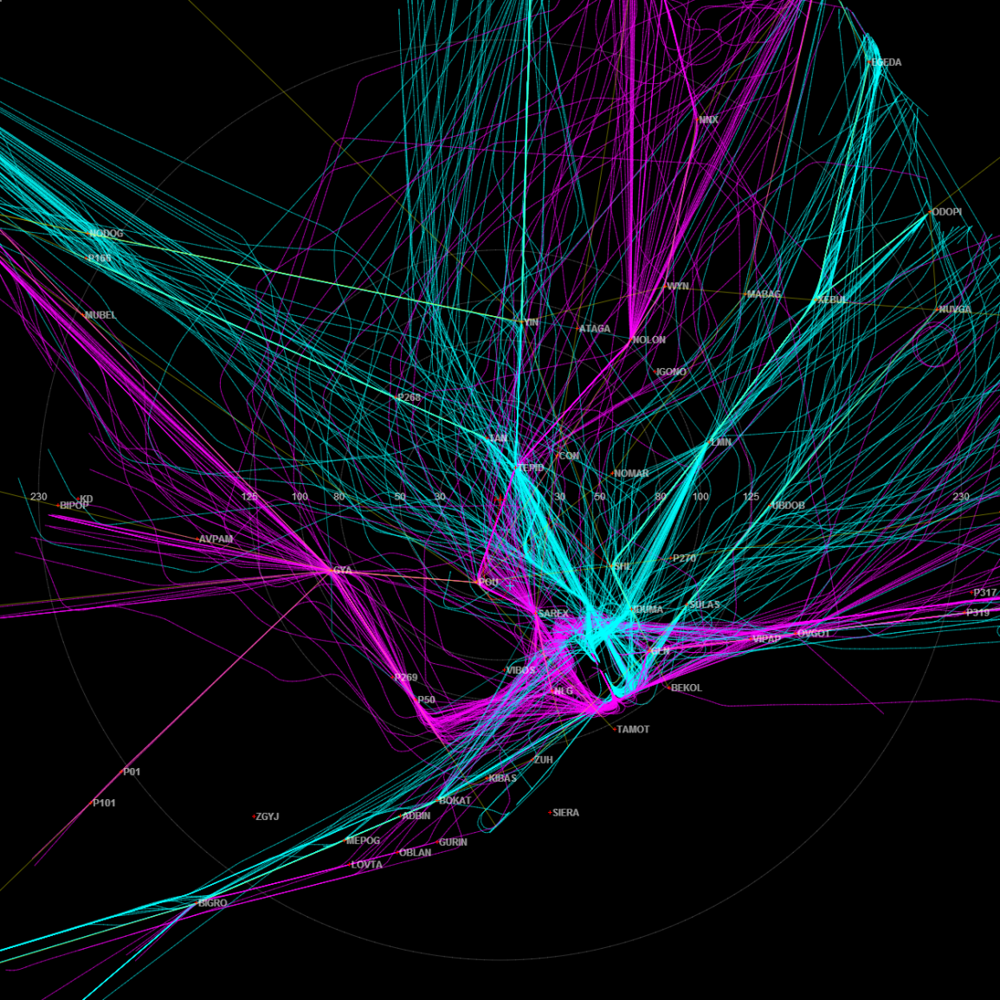 EGEDA
NNX
ODOPI
NODOG
P165
WYN
MABAG
KEBUL
NUVGA
MUBEL
YIN
ATAGA
NOLON
IGONO
P268
TAN
LMN
CON
TEPID
NOMAR
230
KD
125
100
80
50
30
30
50
80
100
125
230
BIPOP
UBDOB
AVPAM
P270
SHL
GYA
POU
P317
SULAS
IDUMA
P319
SAREX
OVGOT
VIPAP
GLN
VIBOS
P269
BEKOL
NLG
P50
TAMOT
ZUH
P01
KIBAS
P101
BOKAT
SIERA
ZGYJ
ADBIN
MEPOG
GURIN
OBLAN
LOVTA
BIGRO